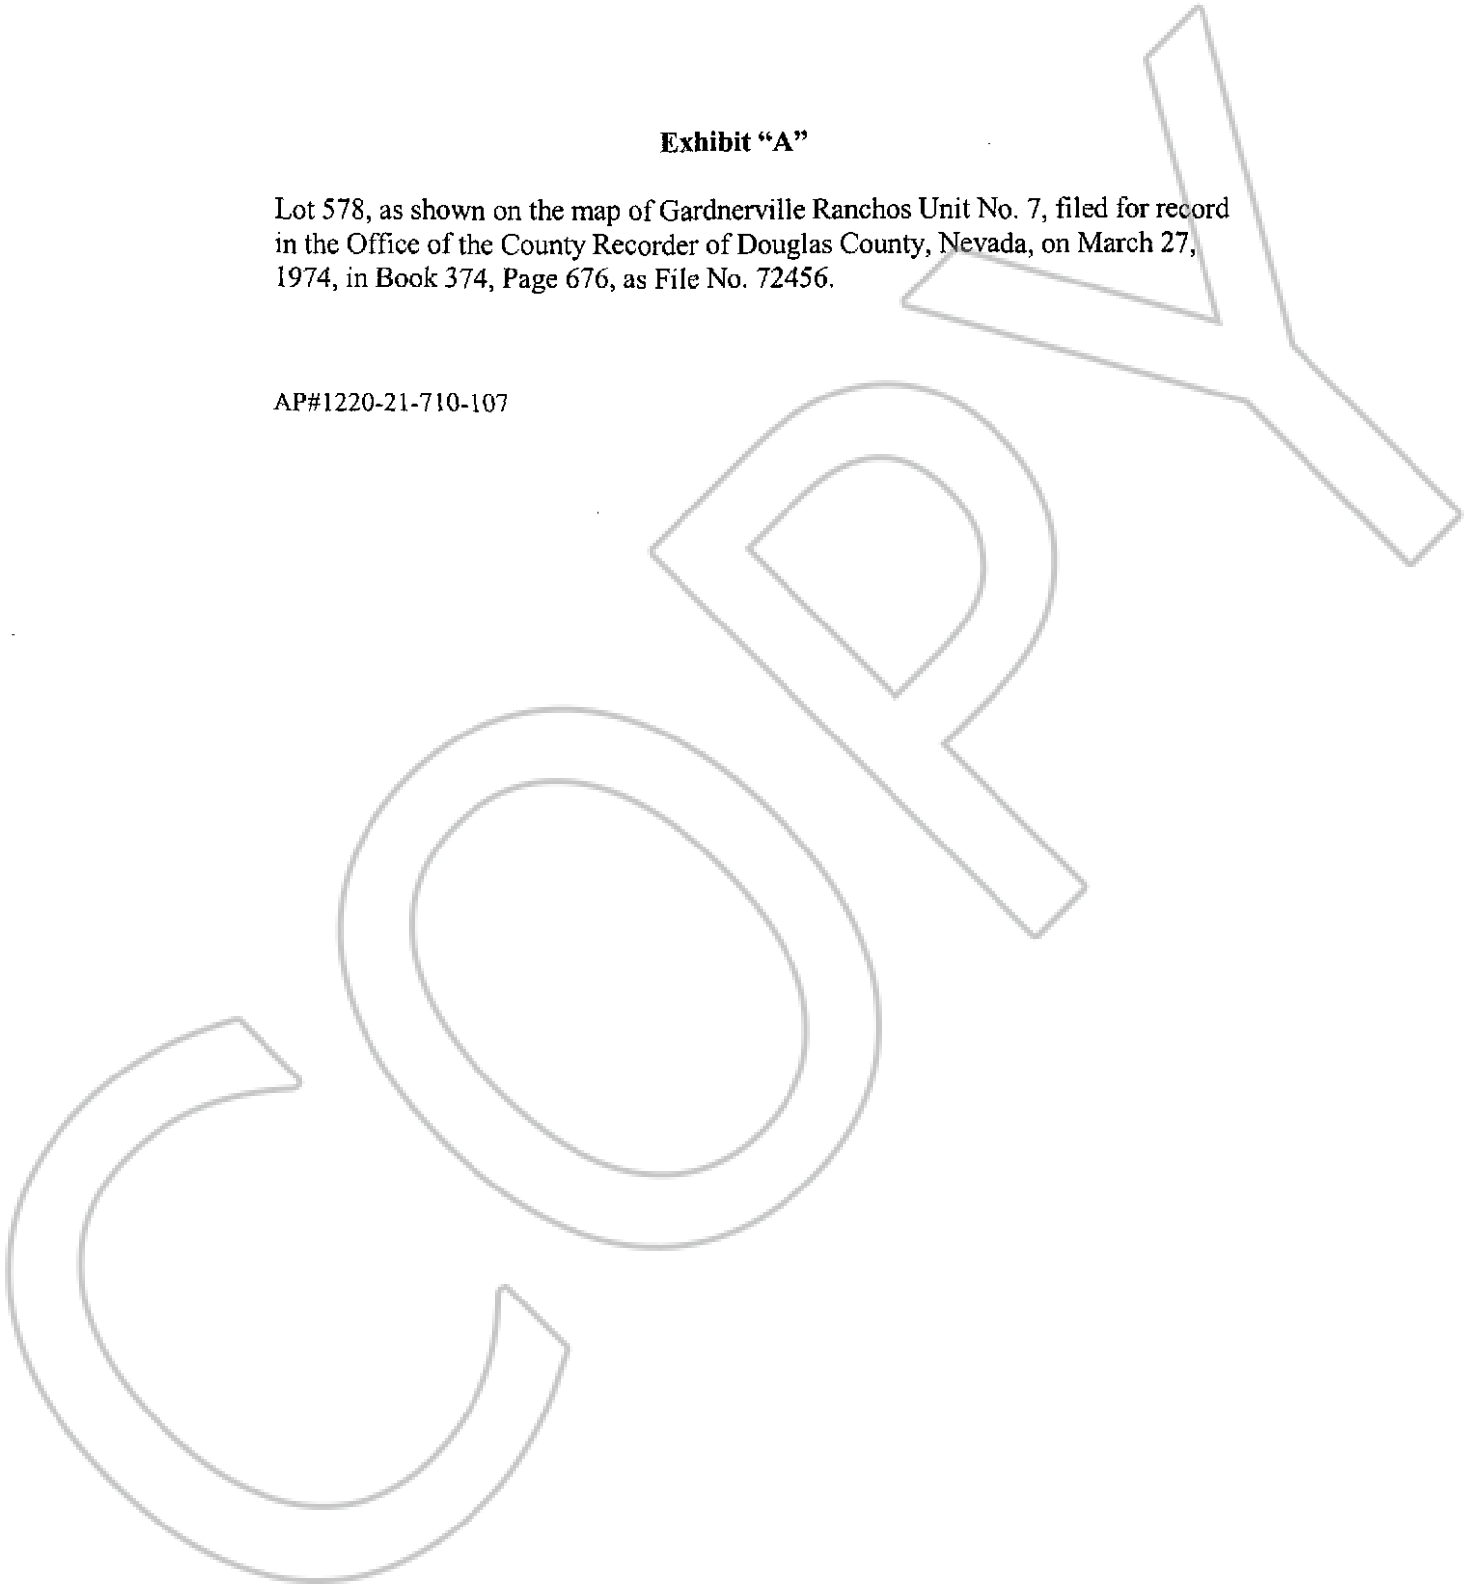 Exhibit “A”
Lot 578, as shown on the map of Gardnerville Ranchos Unit No. 7, filed for record
in the Office of the County Recorder of Douglas County, Nevada, on March 27,
1974, in Book 374, Page 676, as File No. 72456.
AP#1220-21-710-107
COPY